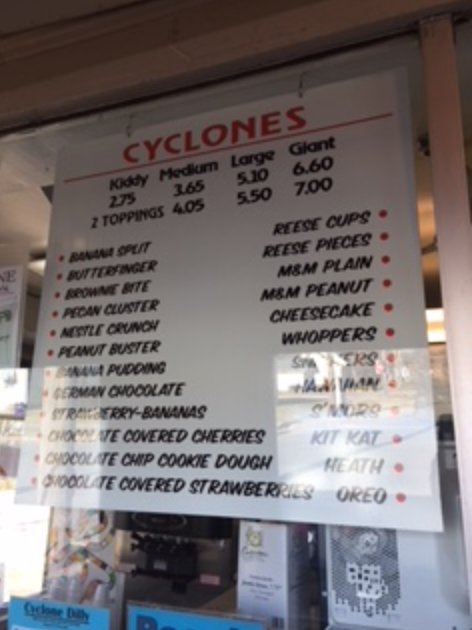 CYCLONES
Kiddy Medium Large Giant
2.75 3.65 5.10 6.60
2 TOPPINGS 4.05 5.50 7.00
BANANA SPLIT
BUTTERFINGER
BROWNIE BITE
PECAN CLUSTER
NESTLE CRUNCH
PEANUT BUSTER
BANANA PUDDING
GERMAN CHOCOLATE
STRAWBERRY-BANANAS
CHOCOLATE COVERED CHERRIES
CHOCOLATE CHIP COOKIE DOUGH
CHOCOLATE COVERED STRAWBERRIES
REESE CUPS
REESE PIECES
M&M PLAIN
M&M PEANUT
CHEESECAKE
WHOPPERS
S'MORS
KIT KAT
HEATH
OREO
Cyclone Dilly